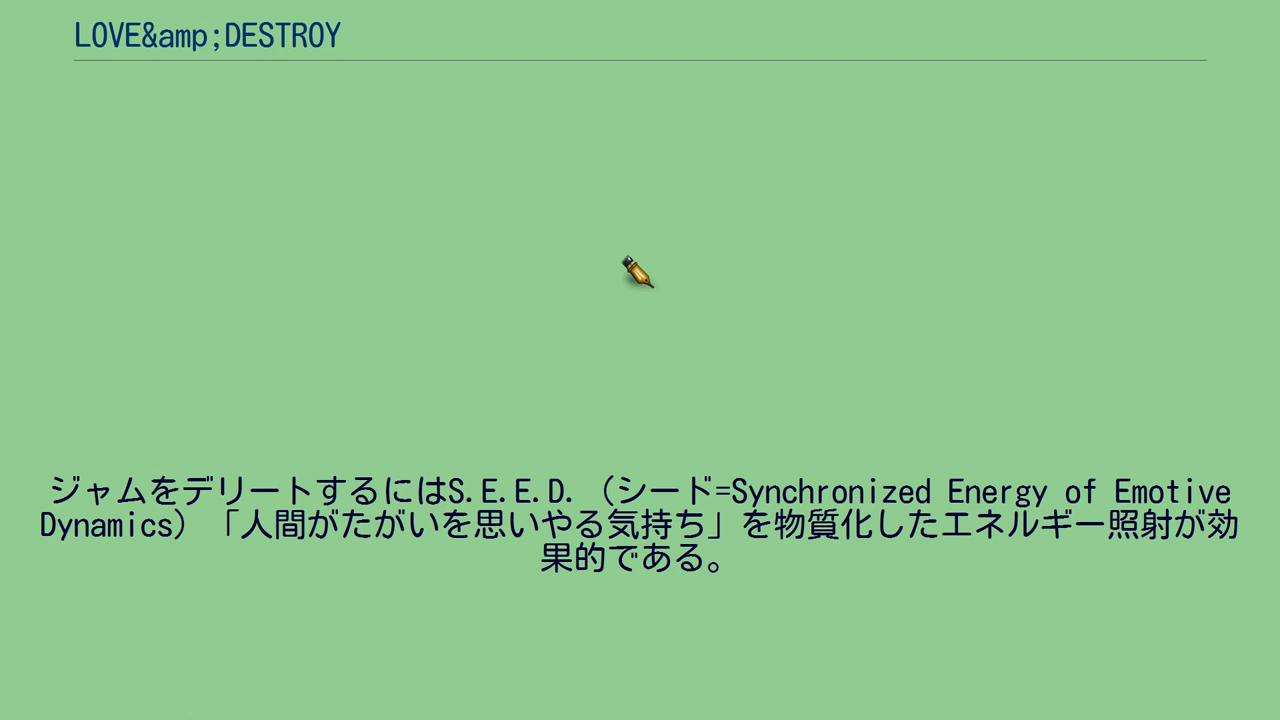 LOVE&amp;DESTROY
ジャムをデリートするにはS.E.E.D.（シード=Synchronized Energy of Emotive
Dynamics）「人間がたがいを思いやる気持ち」を物質化したエネルギー照射が効
果的である。